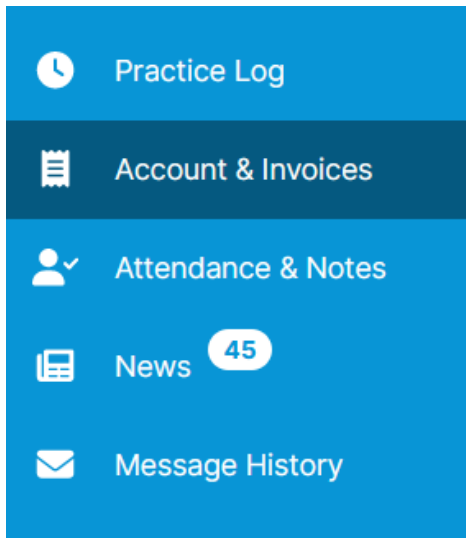 Practice Log
Account & Invoices
Attendance & Notes
News 45
Message History